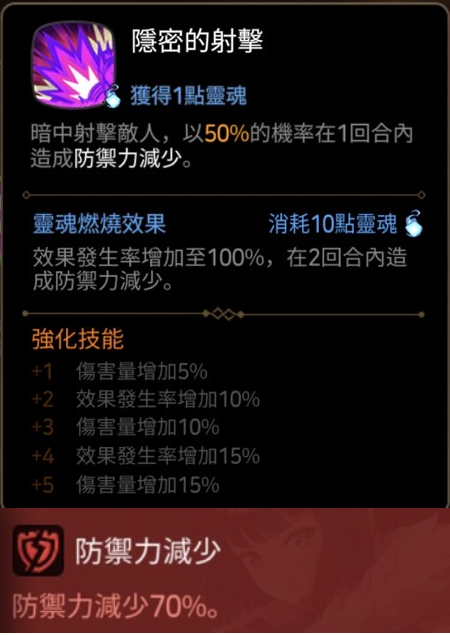 隱密的射擊
獲得1點靈魂
暗中射擊敵人，以50%的機率在1回合內
造成防禦力減少。
靈魂燃燒效果 消耗10點靈魂
效果發生率增加至100%，在2回合內造
成防禦力減少。
強化技能
+1 傷害量增加5%
+2 效果發生率增加10%
+3 傷害量增加10%
+4 效果發生率增加15%
+5 傷害量增加15%
防禦力減少
防禦力減少70%。